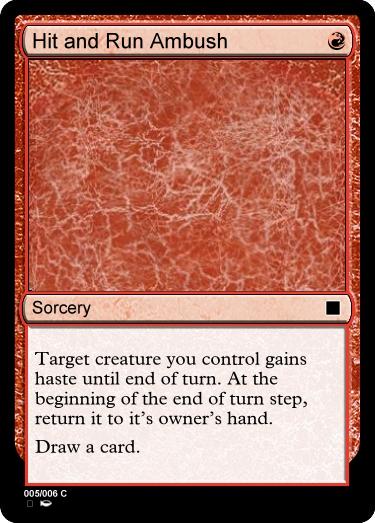 Hit and Run Ambush
Sorcery
Target creature you control gains
haste until end of turn. At the
beginning of the end of turn step,
return it to it's owner's hand.
Draw a card.
005/006 C